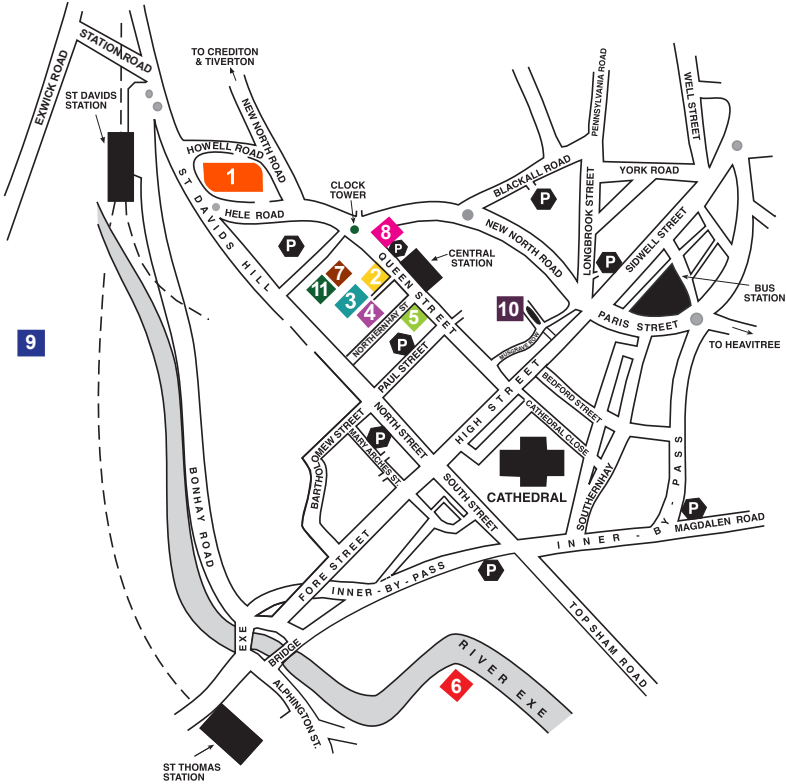 STATION ROAD
EXWICK ROAD
TO CREDITON
& TIVERTON
ST DAVIDS
STATION
NEW NORTH ROAD
PENNSYLVANIA ROAD
WELL STREET
HOWELL ROAD
1
ST DAVIDS HILL
HELE ROAD
CLOCK
TOWER
BLACKALL ROAD
YORK ROAD
LONGBROOK STREET
P
P
8
P
QUEEN STREET
CENTRAL
STATION
NEW NORTH ROAD
P
SIDWELL STREET
BUS
STATION
7
2
11
3
4
5
NORTHERNHAY ST
10
PARIS STREET
TO HEAVITREE
9
P
PAUL STREET
MUSGRAVE ROW
HIGH STREET
BEDFORD STREET
CATHEDRAL CLOSE
NORTH STREET
BARTHOLOMEW STREET
P
MARY ARCHES ST.
CATHEDRAL
SOUTHERNHAY
SOUTH STREET
BONHAY ROAD
P
MAGDALEN ROAD
INNER - BY - PASS
FORE STREET
INNER-BY-PASS
P
TOPSHAM ROAD
EXE
BRIDGE
RIVER EXE
6
ALPHINGTON ST.
ST THOMAS
STATION